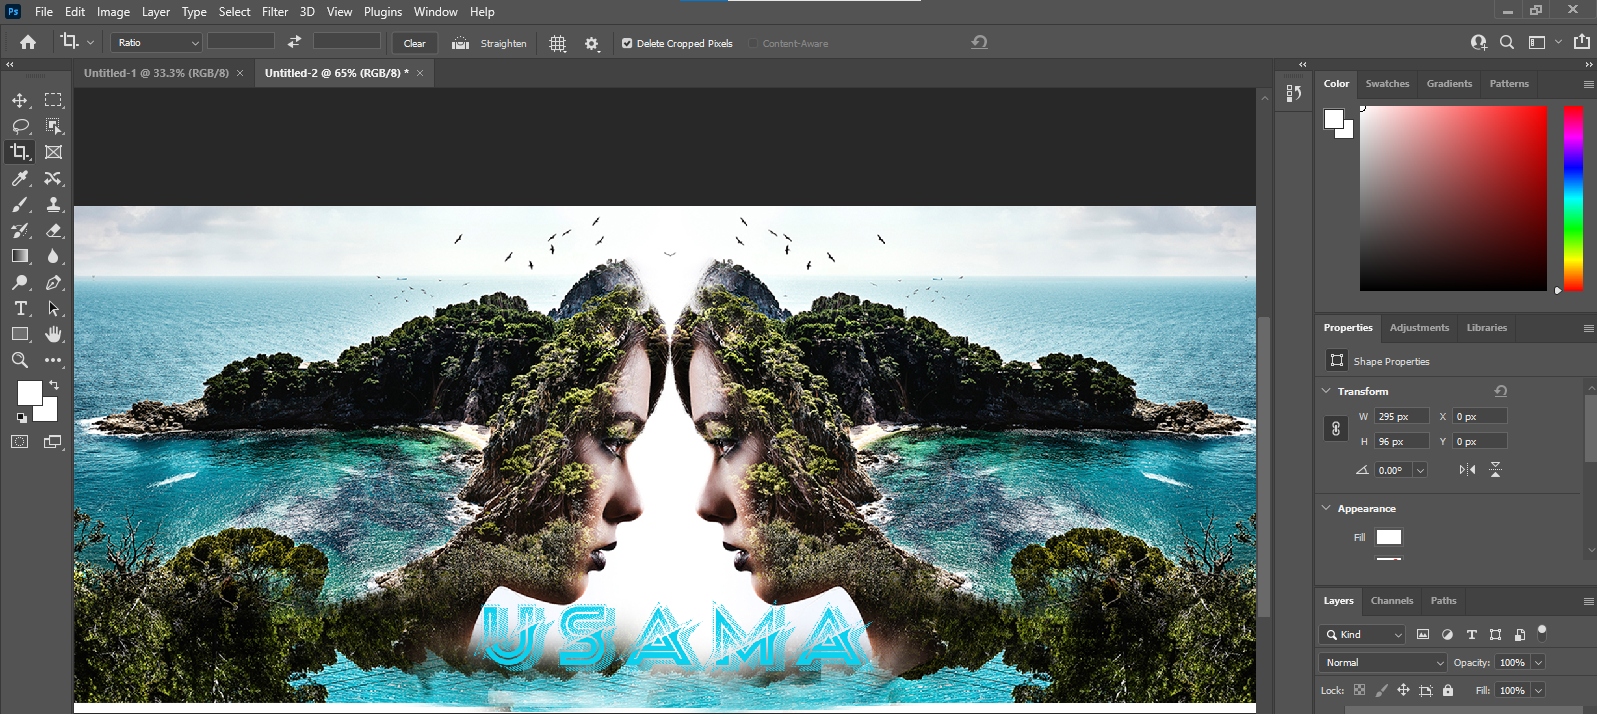 Ps File Edit Image Layer Type Select Filter 3D View Plugins Window Help
Ratio Clear Straighten Delete Cropped Pixels Content-Aware
Untitled-1 @ 33.3% (RGB/8) × Untitled-2 @ 65% (RGB/8) * ×
Color Swatches Gradients Patterns
Properties Adjustments Libraries
Shape Properties
Transform
W 295 px X 0 px
H 96 px Y 0 px
0.00°
Appearance
Fill
USAMA
Layers Channels Paths
Kind
Normal Opacity: 100%
Lock: Fill: 100%